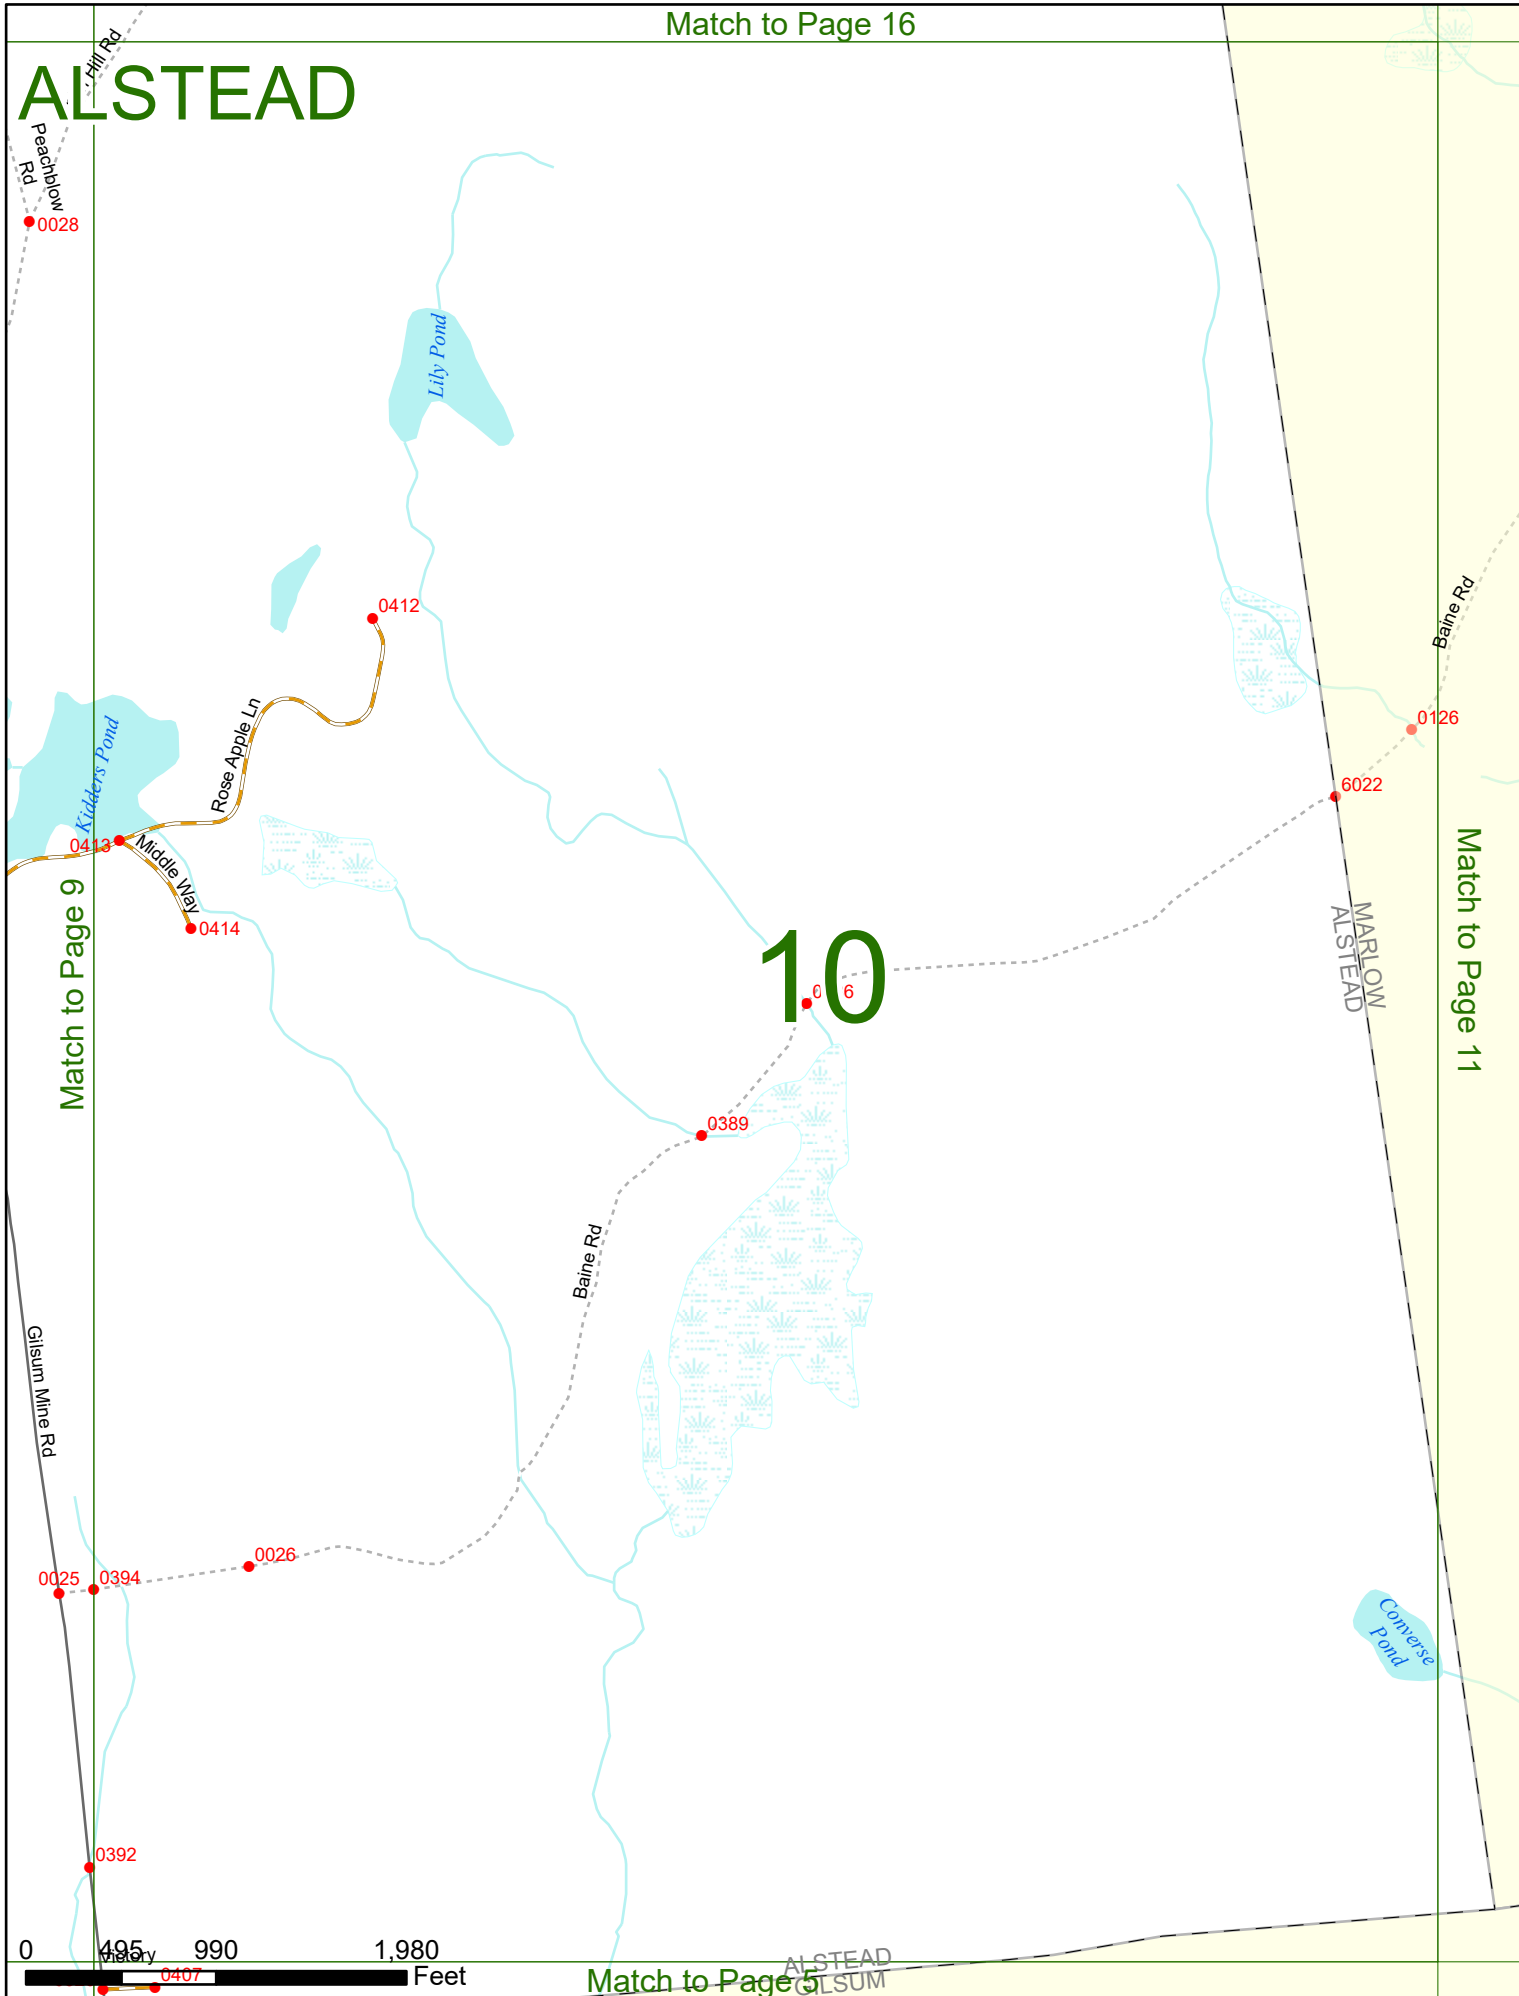 Match to Page 16
ALSTEAD
Hill Rd
Peachblow
Rd
0028
Lily Pond
0412
Baine Rd
Rose Apple Ln
Kidders Pond
0126
6022
0413
Middle Way
0414
Match to Page 9
Match to Page 11
MARLOW
ALSTEAD
10
0389
Baine Rd
Gilsum Mine Rd
0026
0025
0394
Converse
Pond
0392
0 495 990 1,980
Feet
Victory
0407
ALSTEAD
GILSUM
Match to Page 5